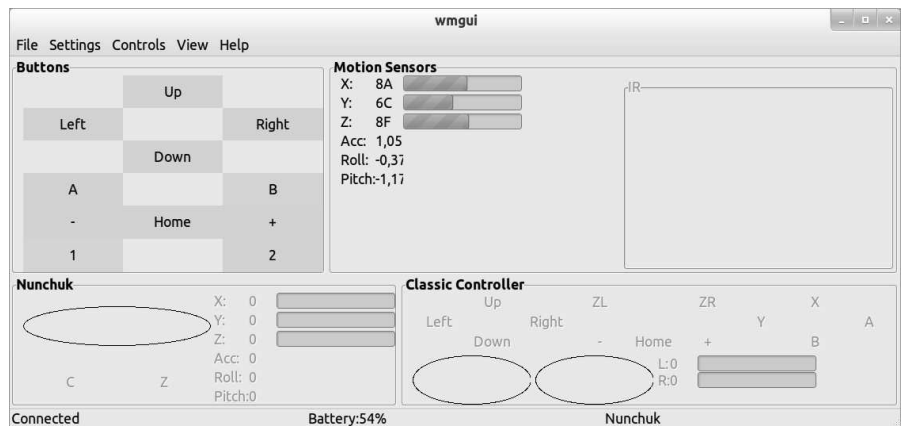 wmgui
File Settings Controls View Help
Buttons
Up
Left Right
Down
A B
- Home +
1 2
Motion Sensors
X: 8A
Y: 6C
Z: 8F
Acc: 1,05
Roll: -0,37
Pitch:-1,17
IR
Nunchuk
X: 0
Y: 0
Z: 0
Acc: 0
C Z Roll: 0
Pitch:0
Classic Controller
Up ZL ZR X
Left Right Y A
Down - Home + B
L:0
R:0
Connected Battery:54% Nunchuk